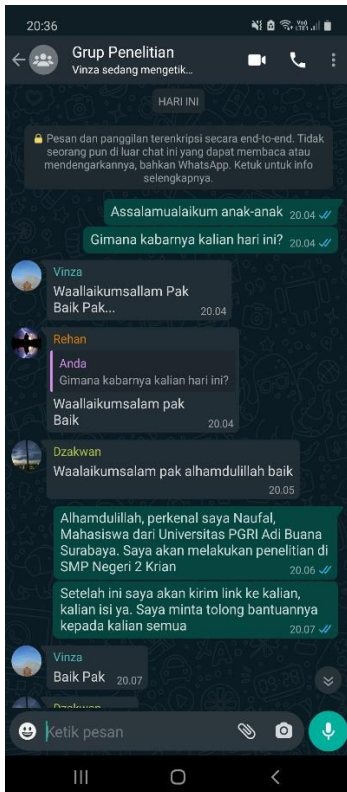 20:36
Grup Penelitian
Vinza sedang mengetik...
HARI INI
Pesan dan panggilan terenkripsi secara end-to-end. Tidak
seorang pun di luar chat ini yang dapat membaca atau
mendengarkannya, bahkan WhatsApp. Ketuk untuk info
selengkapnya.
Assalamualaikum anak-anak 20.04
Gimana kabarnya kalian hari ini? 20.04
Vinza
Waallaikumsallam Pak
Baik Pak... 20.04
Rehan
Anda
Gimana kabarnya kalian hari ini?
Waallaikumsalam pak
Baik 20.04
Dzakwan
Waalaikumsalam pak alhamdulillah baik
20.05
Alhamdulillah, perkenal saya Naufal,
Mahasiswa dari Universitas PGRI Adi Buana
Surabaya. Saya akan melakukan penelitian di
SMP Negeri 2 Krian 20.06
Setelah ini saya akan kirim link ke kalian,
kalian isi ya. Saya minta tolong bantuannya
kepada kalian semua 20.07
Vinza
Baik Pak 20.07
Dzakwan
Ketik pesan